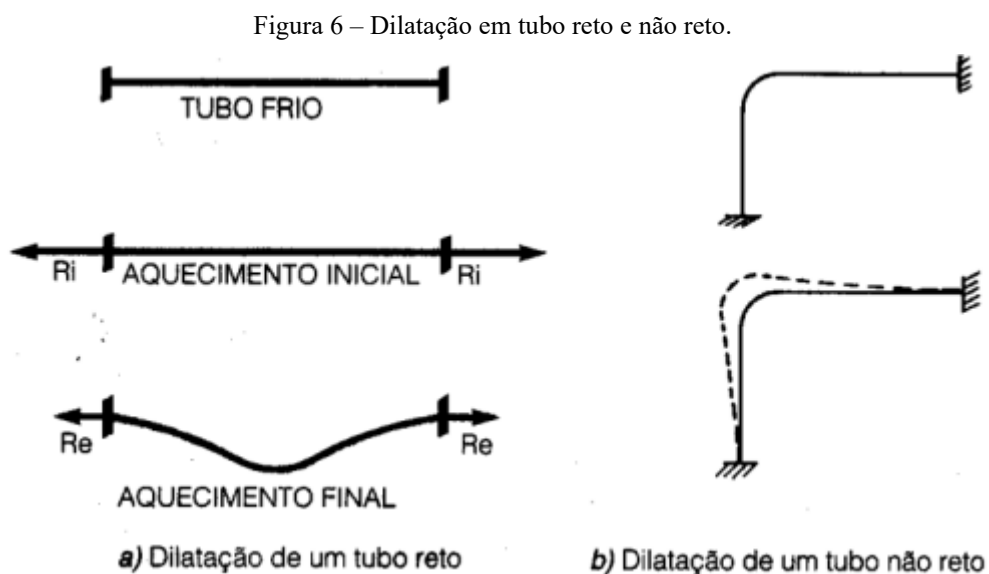 Figura 6 – Dilatação em tubo reto e não reto.
TUBO FRIO
Ri
AQUECIMENTO INICIAL
Ri
Re
Re
AQUECIMENTO FINAL
a) Dilatação de um tubo reto
b) Dilatação de um tubo não reto